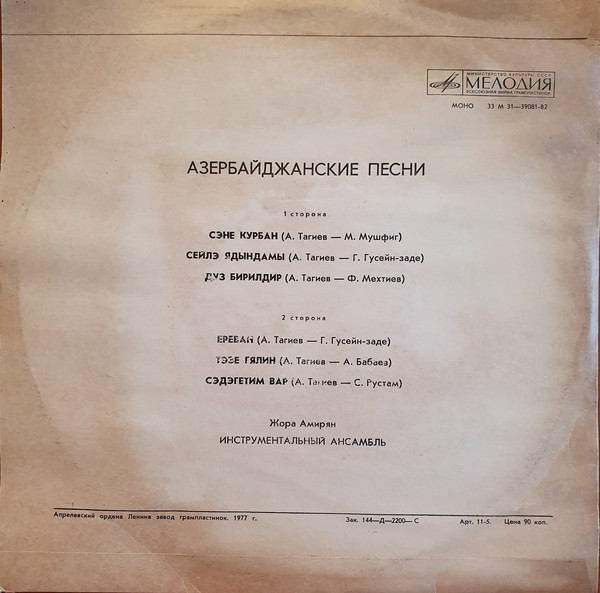 МИНИСТЕРСТВО КУЛЬТУРЫ СССР
МЕЛОДИЯ
ВСЕСОЮЗНАЯ ФИРМА ГРАМПЛАСТИНОК
МОНО 33 М 31—39081-82
АЗЕРБАЙДЖАНСКИЕ ПЕСНИ
1 сторона
СЭНЕ КУРБАН (А. Тагиев — М. Мушфиг)
СЕЙЛЭ ЯДЫНДАМЫ (А. Тагиев — Г. Гусейн-заде)
ДУЗ БИРИЛДИР (А. Тагиев — Ф. Мехтиев)
2 сторона
ЕРЕВАН (А. Тагиев — Г. Гусейн-заде)
ТЭЗЕ ГЯЛИН (А. Тагиев — А. Бабаев)
СЭДЭГЕТИМ ВАР (А. Тагиев — С. Рустам)
Жора Амирян
ИНСТРУМЕНТАЛЬНЫЙ АНСАМБЛЬ
Апрелевский ордена Ленина завод грампластинок. 1977 г. Зак. 144—Д—2200—С Арт. 11-5. Цена 90 коп.